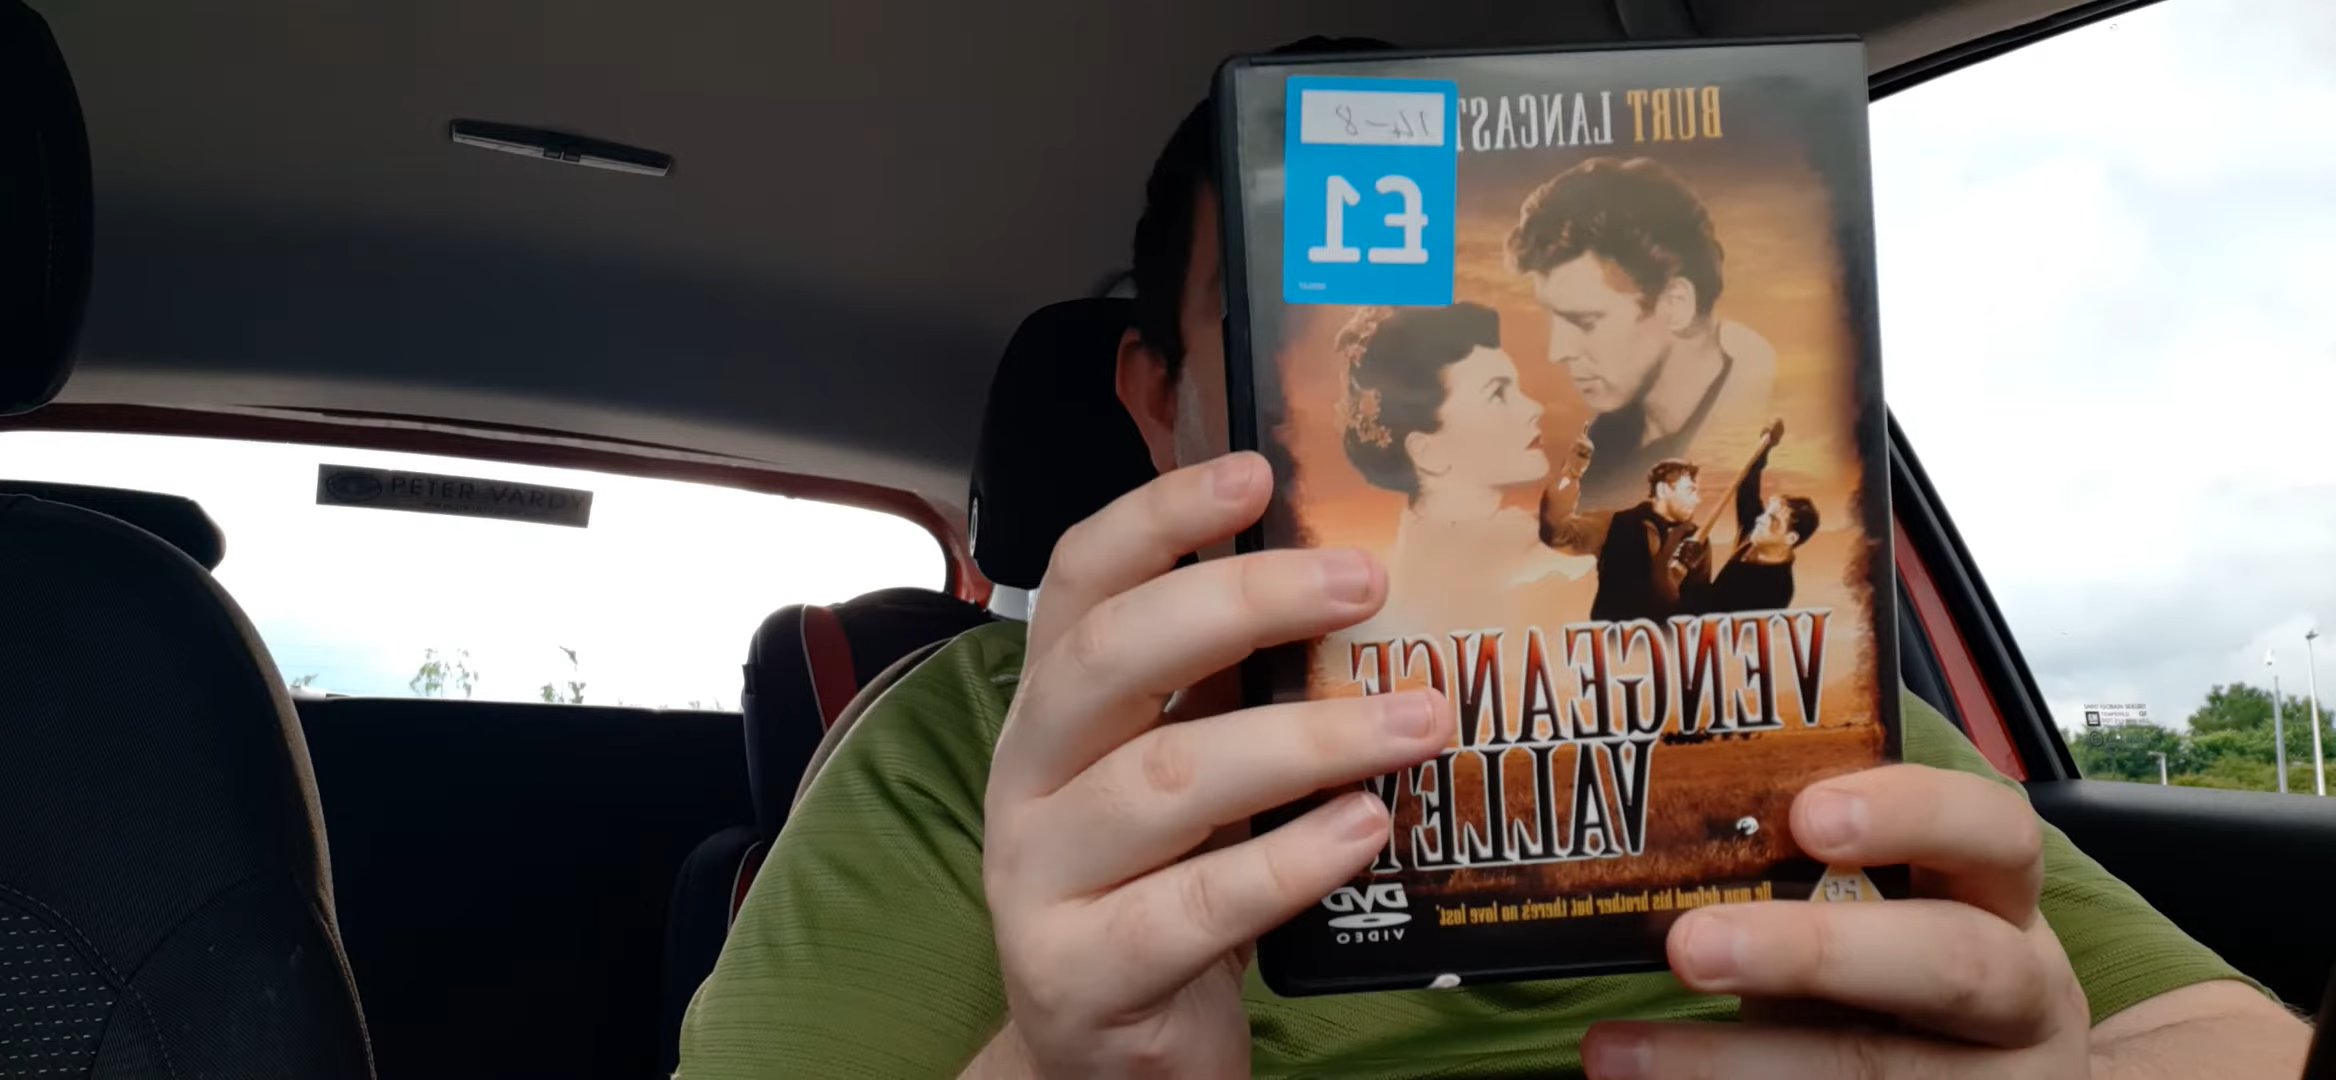 BURT LANCAST
14-8
£1
VENGEANCE
VALLEY
He may defend his brother but there's no love lost'
DVD
VIDEO
PG
PETER VARDY